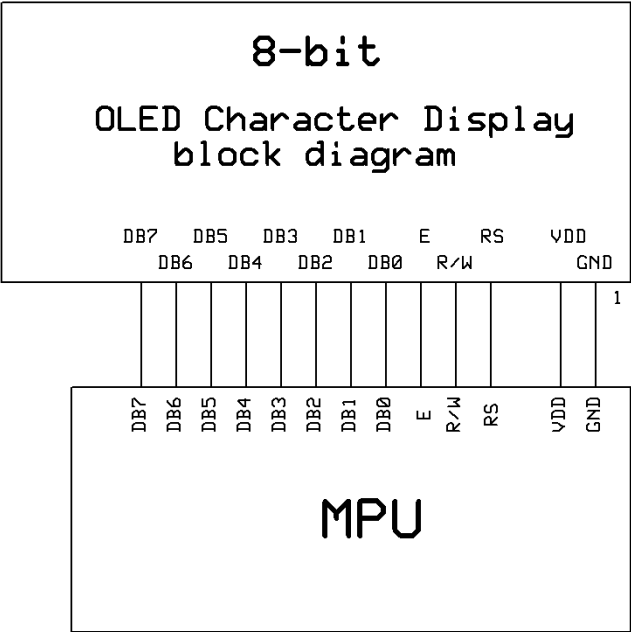 8-bit
OLED Character Display
block diagram
DB7 DB5 DB3 DB1 E RS VDD
DB6 DB4 DB2 DB0 R/W GND
1
DB7 DB6 DB5 DB4 DB3 DB2 DB1 DB0 E R/W RS VDD GND
MPU